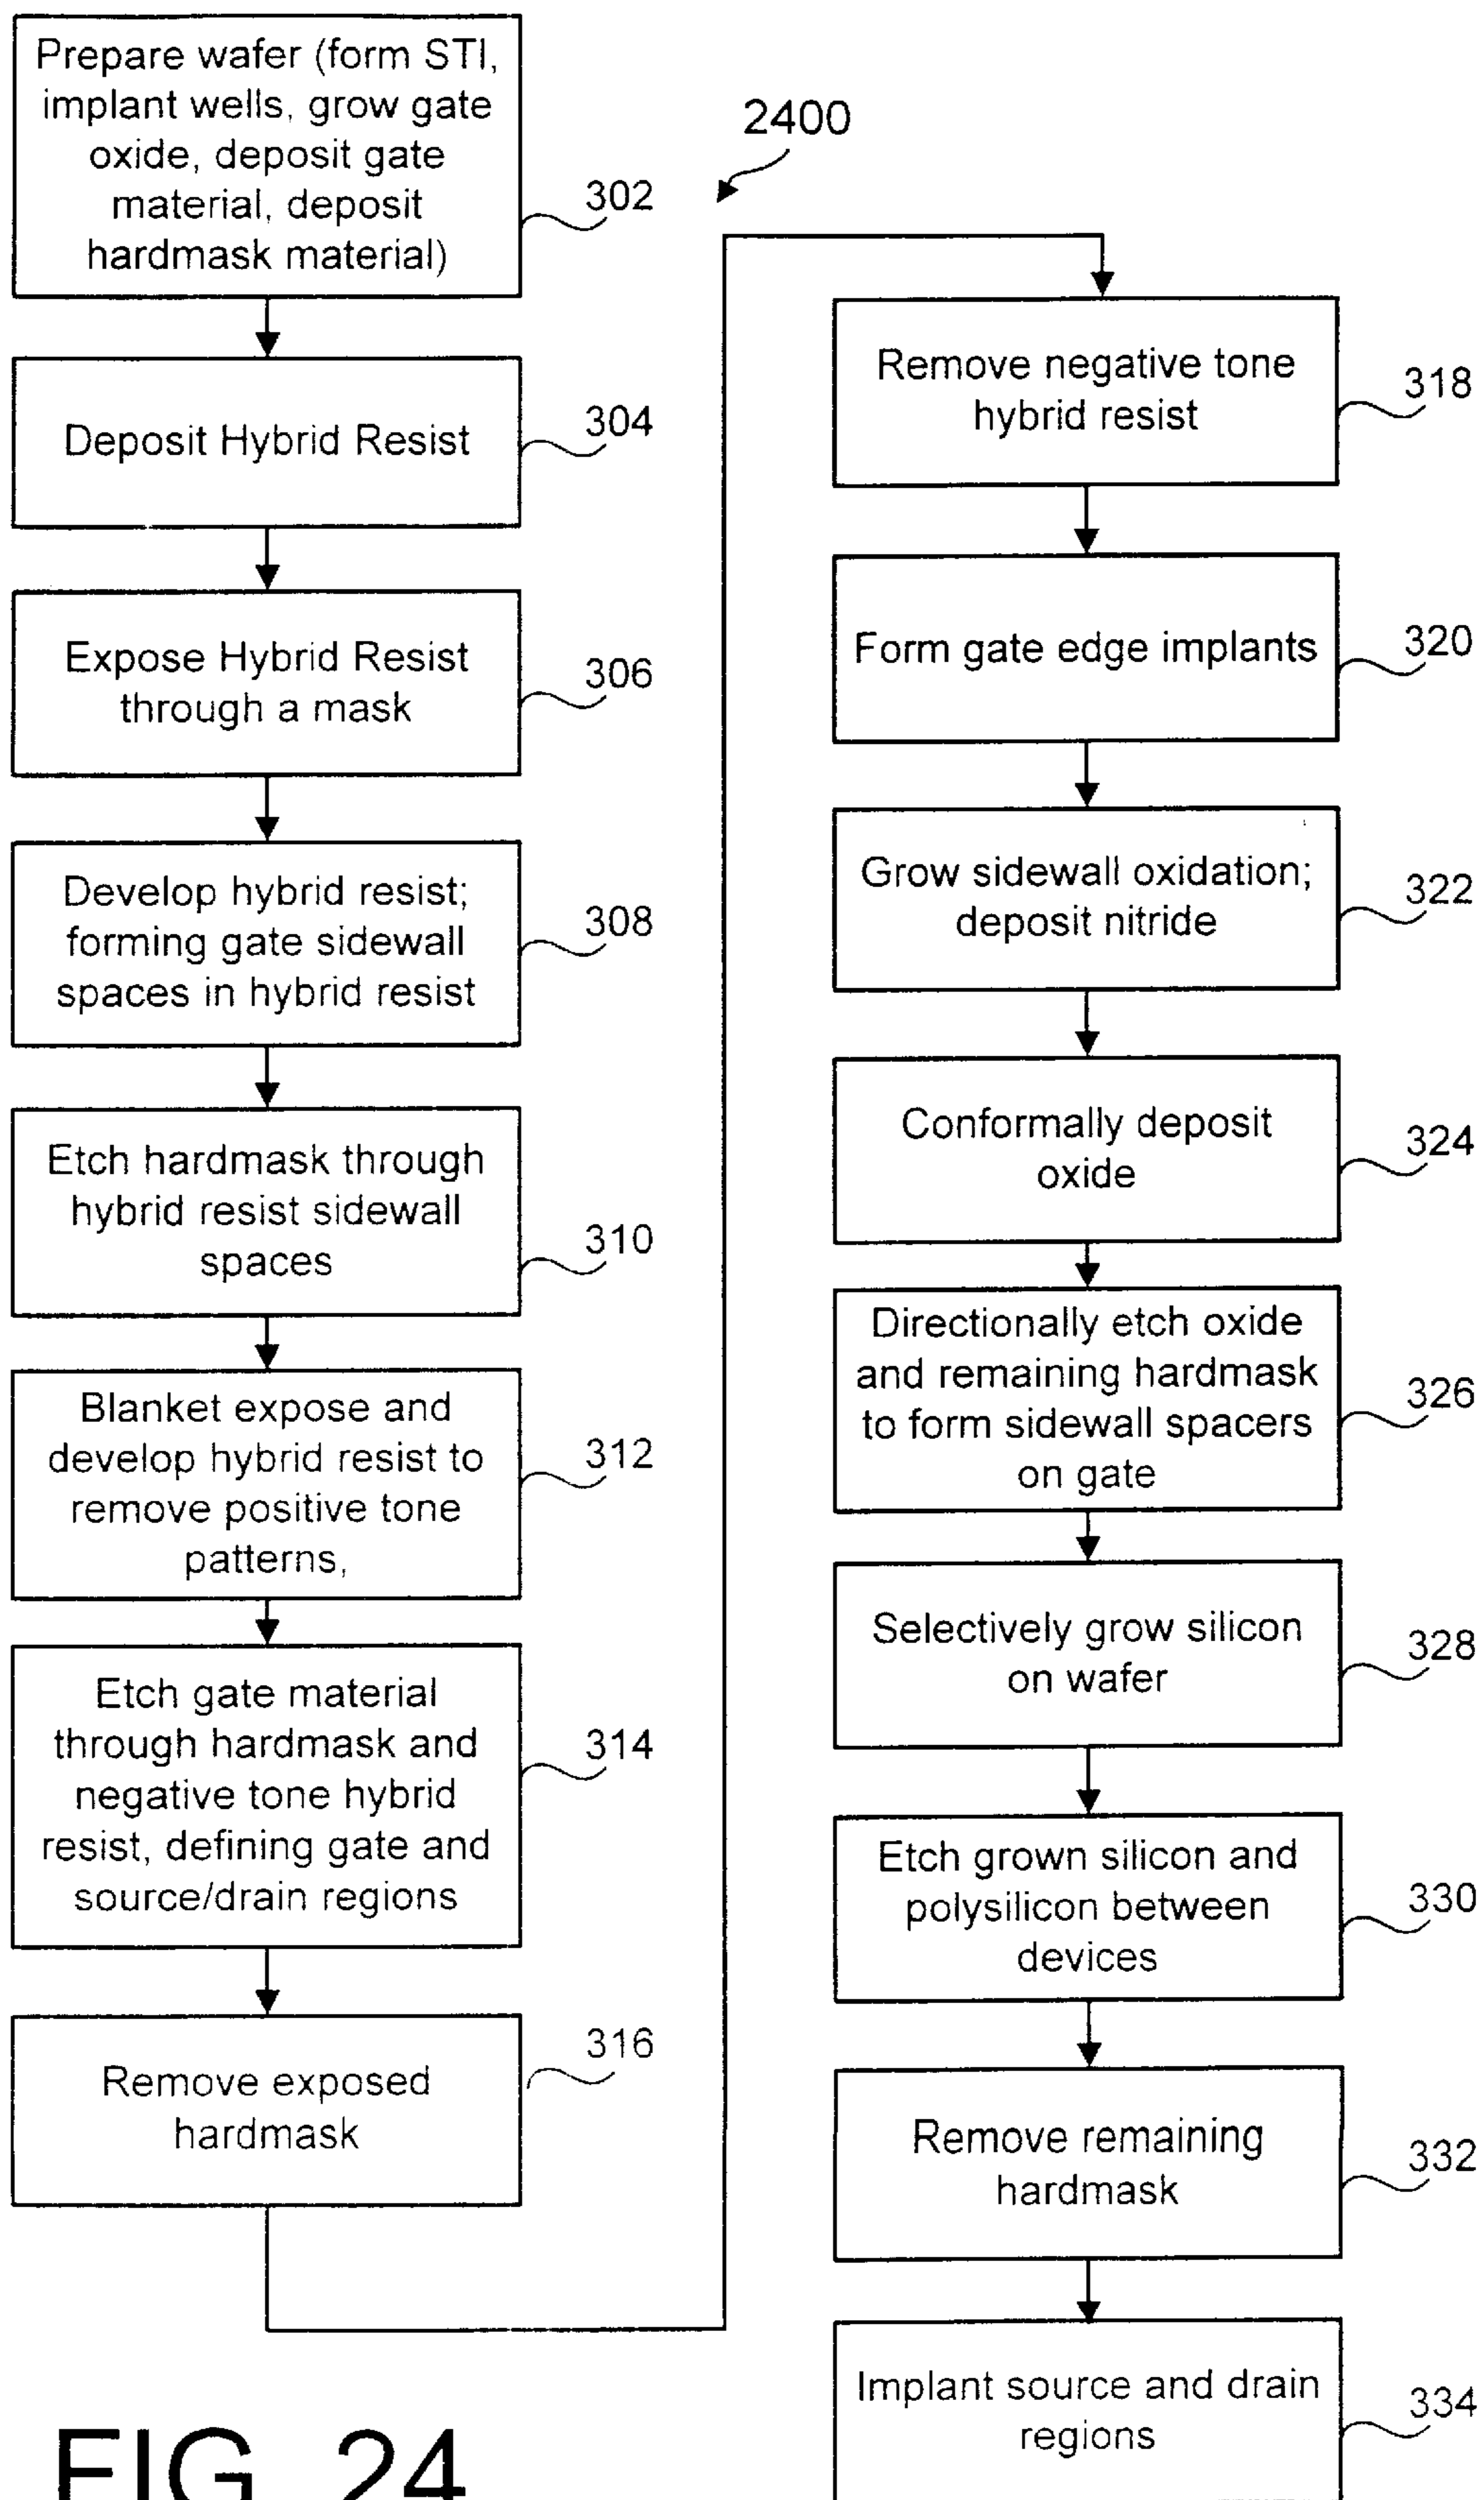 Prepare wafer (form STI,
implant wells, grow gate
oxide, deposit gate
material, deposit
hardmask material)
302
2400
Deposit Hybrid Resist
304
Expose Hybrid Resist
through a mask
306
Develop hybrid resist;
forming gate sidewall
spaces in hybrid resist
308
Etch hardmask through
hybrid resist sidewall
spaces
310
Blanket expose and
develop hybrid resist to
remove positive tone
patterns,
312
Etch gate material
through hardmask and
negative tone hybrid
resist, defining gate and
source/drain regions
314
Remove exposed
hardmask
316
Remove negative tone
hybrid resist
318
Form gate edge implants
320
Grow sidewall oxidation;
deposit nitride
322
Conformally deposit
oxide
324
Directionally etch oxide
and remaining hardmask
to form sidewall spacers
on gate
326
Selectively grow silicon
on wafer
328
Etch grown silicon and
polysilicon between
devices
330
Remove remaining
hardmask
332
Implant source and drain
regions
334
FIG. 24